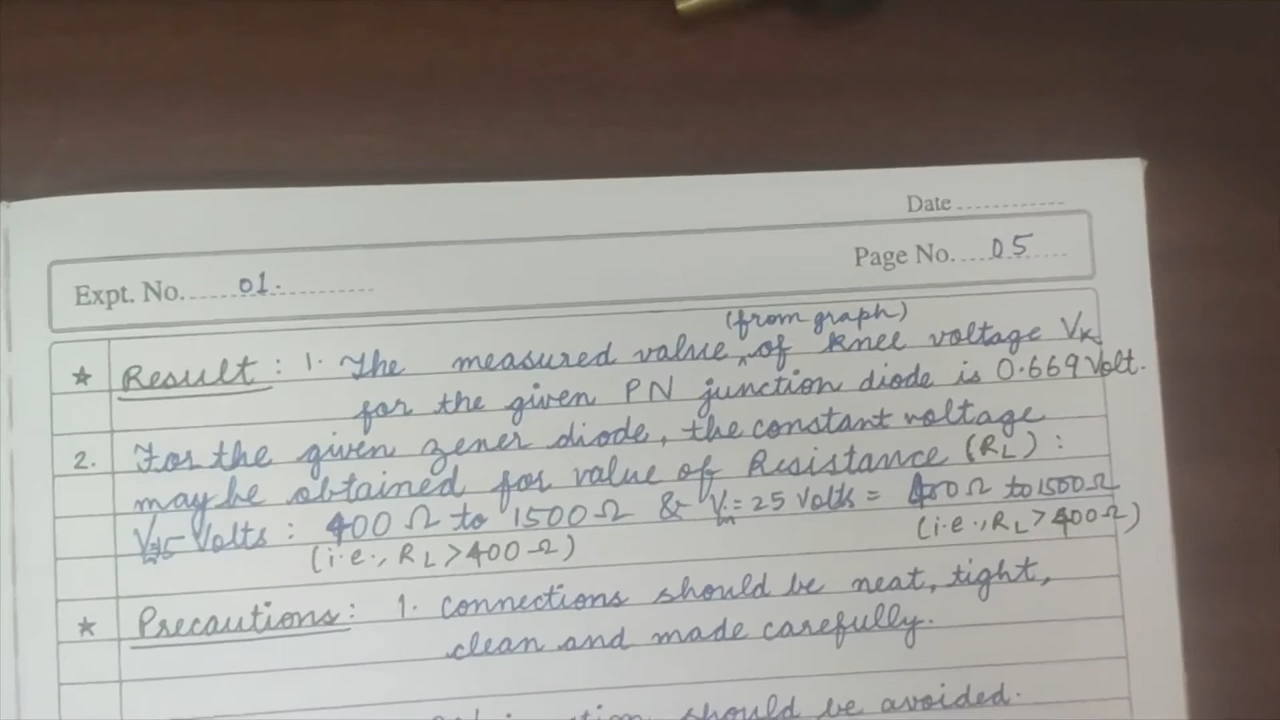 Date
Expt. No. 01.
Page No. 05
(from graph)
★ Result : 1. The measured value ^ of knee voltage VK
for the given PN junction diode is 0.669 Volt.
2. For the given zener diode, the constant voltage
may be obtained for value of Resistance (RL) :
Volts : 400 Ω to 1500 Ω & Vin = 25 Volts = 400 Ω to 1500 Ω
(i.e., RL > 400 Ω) (i.e., RL > 400 Ω)
★ Precautions : 1. Connections should be neat, tight,
clean and made carefully.
should be avoided.